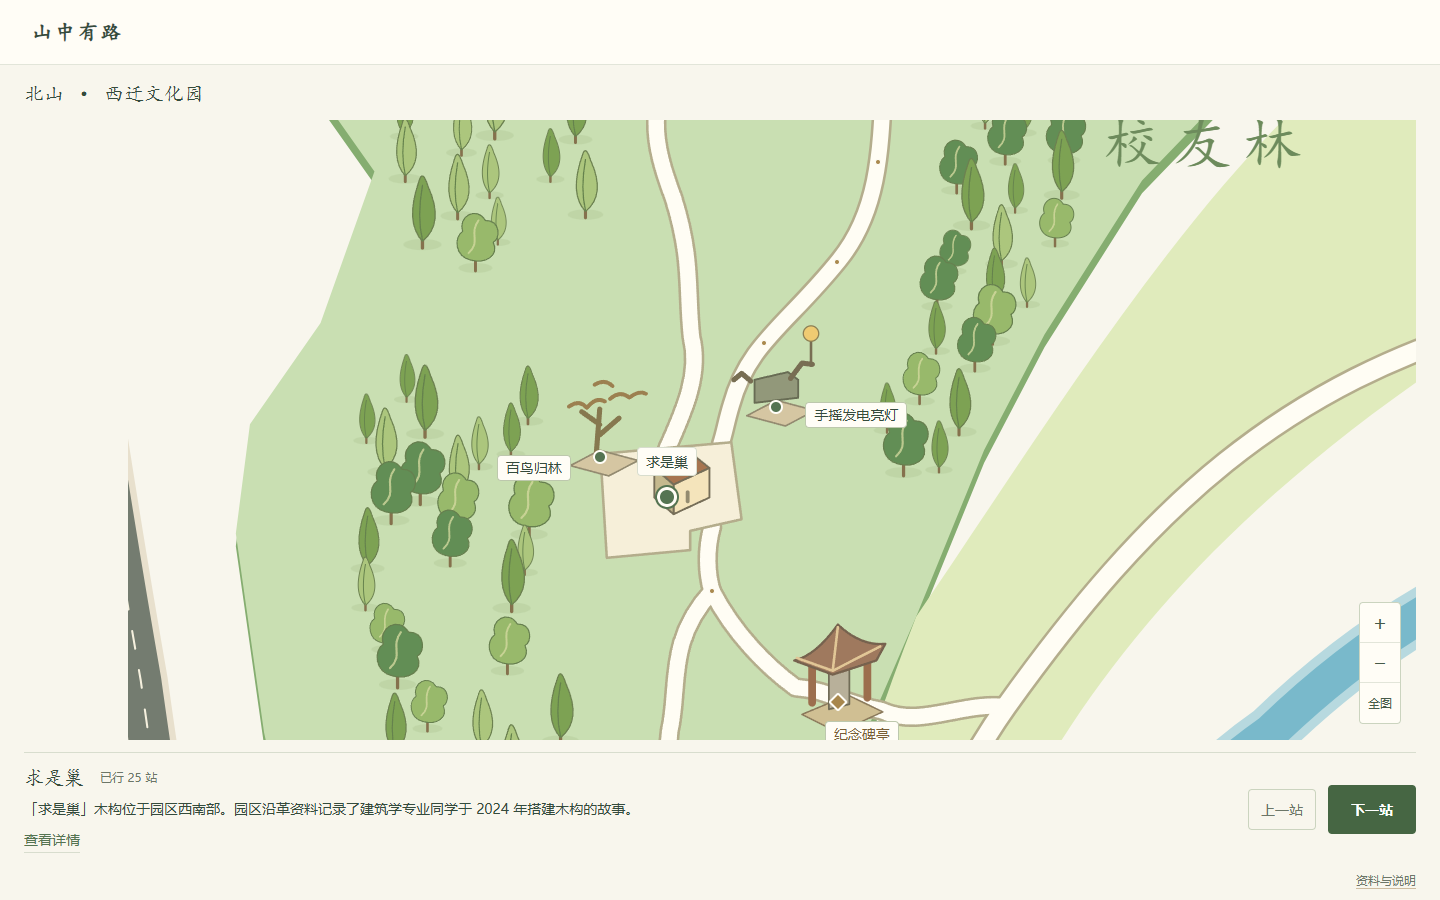 山中有路
北山 • 西迁文化园
校友林
手摇发电亮灯
百鸟归林
求是巢
纪念碑亭
+
−
全图
求是巢 已行 25 站
「求是巢」木构位于园区西南部。园区沿革资料记录了建筑学专业同学于 2024 年搭建木构的故事。
查看详情
上一站
下一站
资料与说明